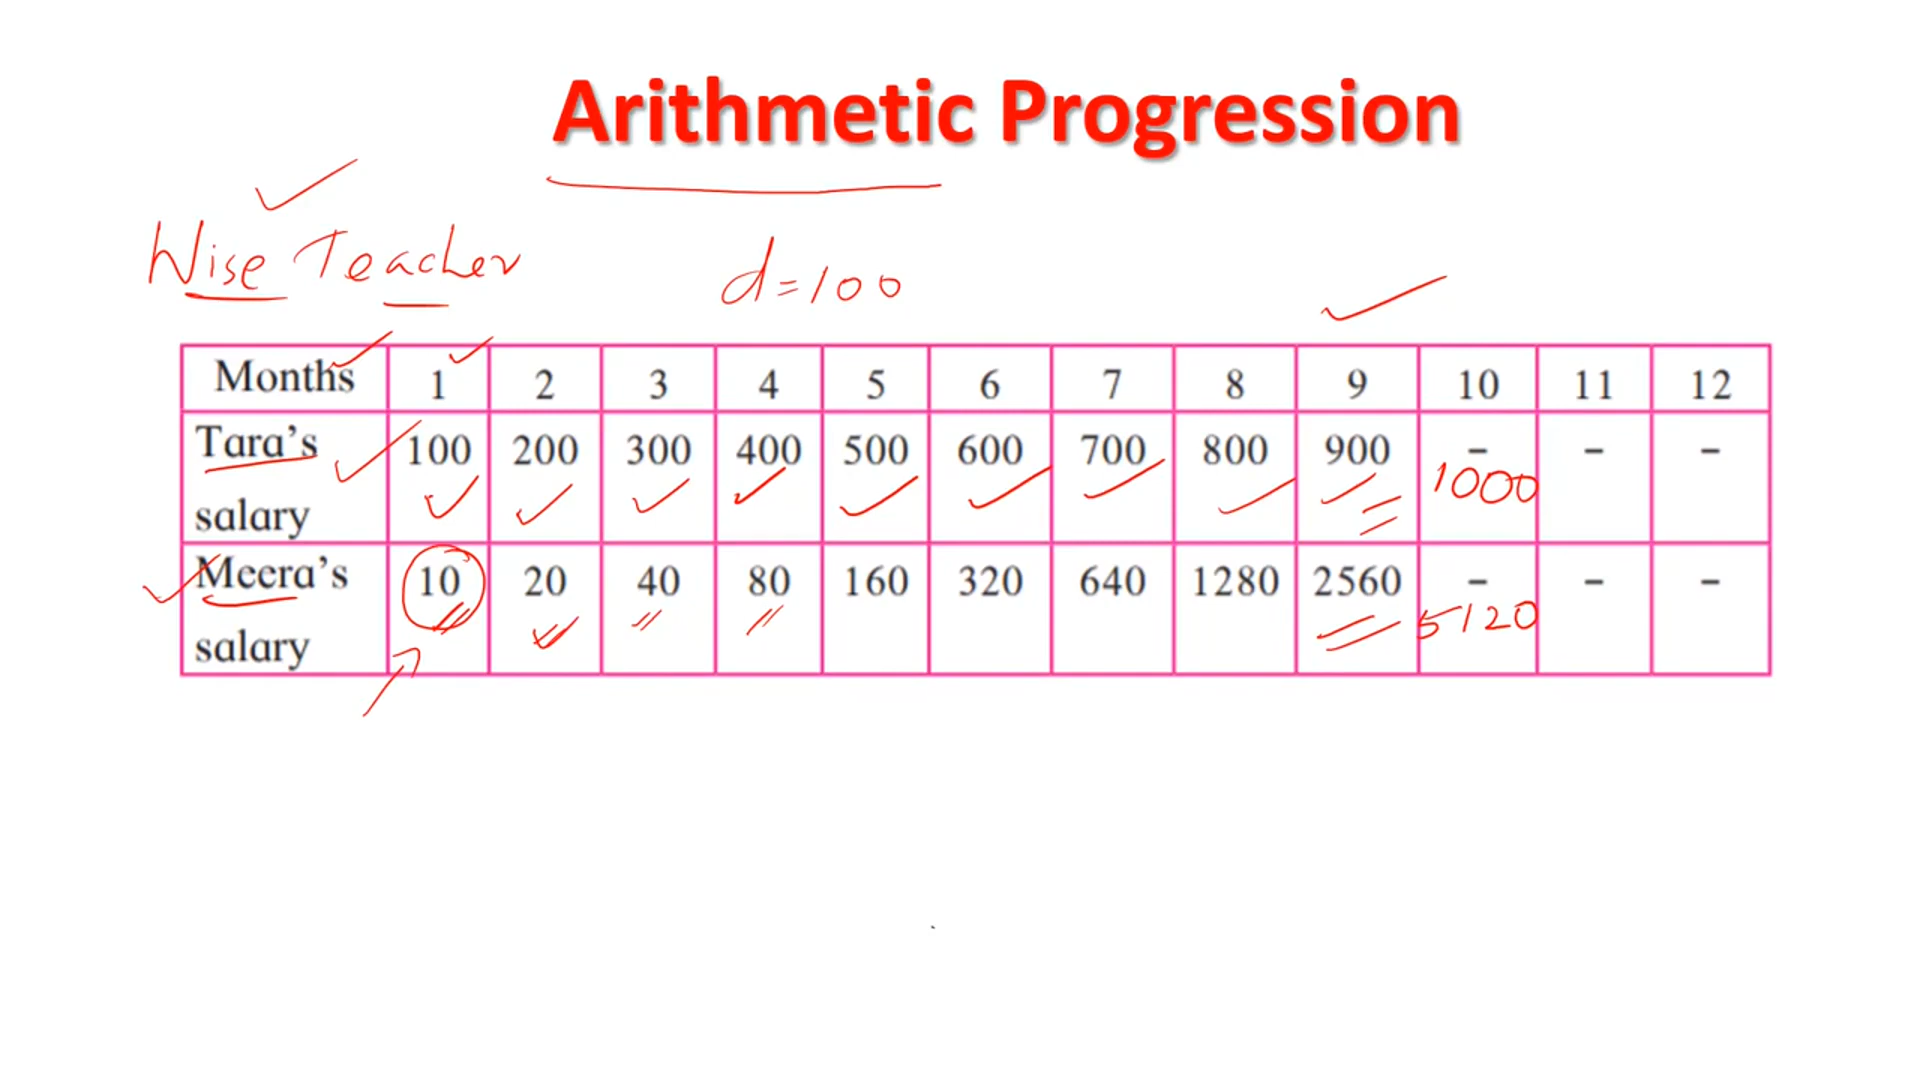 Arithmetic Progression
Wise Teacher
d=100
Months 1 2 3 4 5 6 7 8 9 10 11 12
Tara's salary 100 200 300 400 500 600 700 800 900 – – –
1000
Meera's salary 10 20 40 80 160 320 640 1280 2560 – – –
5120